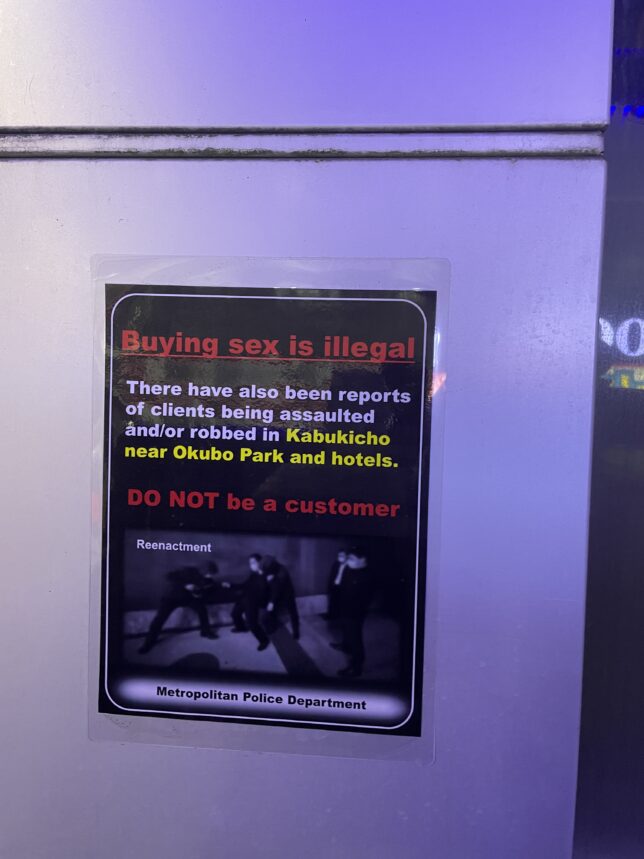 Buying sex is illegal
There have also been reports
of clients being assaulted
and/or robbed in Kabukicho
near Okubo Park and hotels.
DO NOT be a customer
Reenactment
Metropolitan Police Department